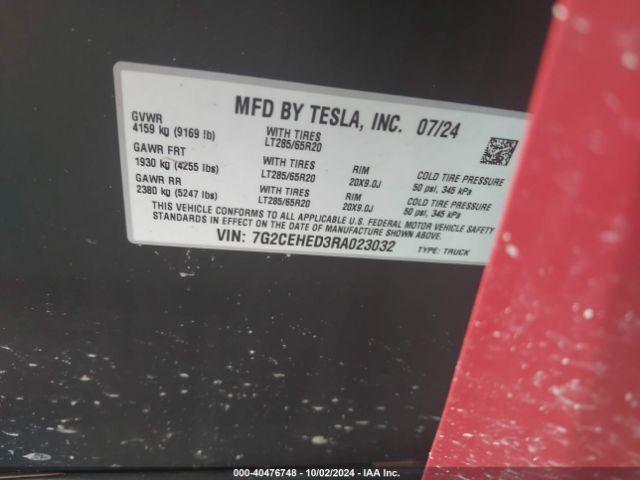 MFD BY TESLA, INC. 07/24
GVWR
4159 kg (9169 lb) WITH TIRES
LT285/65R20
GAWR FRT
1930 kg (4255 lbs) WITH TIRES LT285/65R20 RIM 20X9.0J COLD TIRE PRESSURE 50 psi, 345 kPa
GAWR RR
2380 kg (5247 lbs) WITH TIRES LT285/65R20 RIM 20X9.0J COLD TIRE PRESSURE 50 psi, 345 kPa
THIS VEHICLE CONFORMS TO ALL APPLICABLE U.S. FEDERAL MOTOR VEHICLE SAFETY
STANDARDS IN EFFECT ON THE DATE OF MANUFACTURE SHOWN ABOVE.
VIN: 7G2CEHED3RA023032 TYPE: TRUCK
000-40476748 - 10/02/2024 - IAA Inc.